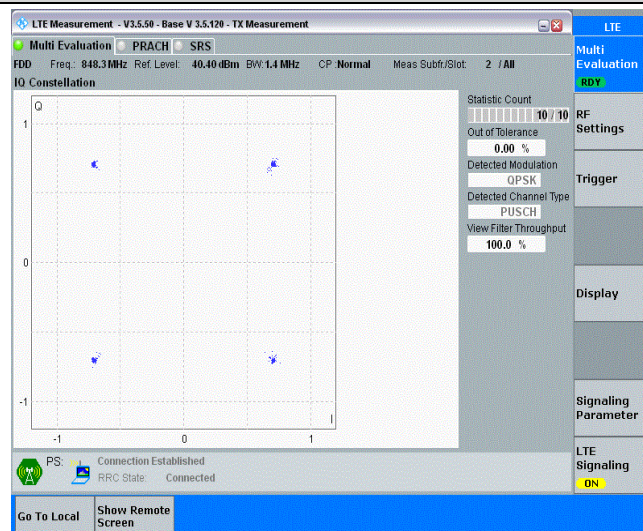 LTE Measurement - V3.5.50 - Base V 3.5.120 - TX Measurement
LTE
Multi Evaluation PRACH SRS
Multi
Evaluation
RDY
FDD Freq.: 848.3 MHz Ref. Level: 40.40 dBm BW: 1.4 MHz CP :Normal Meas Subfr./Slot: 2 / All
IQ Constellation
Q
1
0
-1
-1 0 1
I
Statistic Count
10 / 10
Out of Tolerance
0.00 %
Detected Modulation
QPSK
Detected Channel Type
PUSCH
View Filter Throughput
100.0 %
RF
Settings
Trigger
Display
Signaling
Parameter
LTE
Signaling
ON
PS: Connection Established
RRC State: Connected
Go To Local
Show Remote
Screen